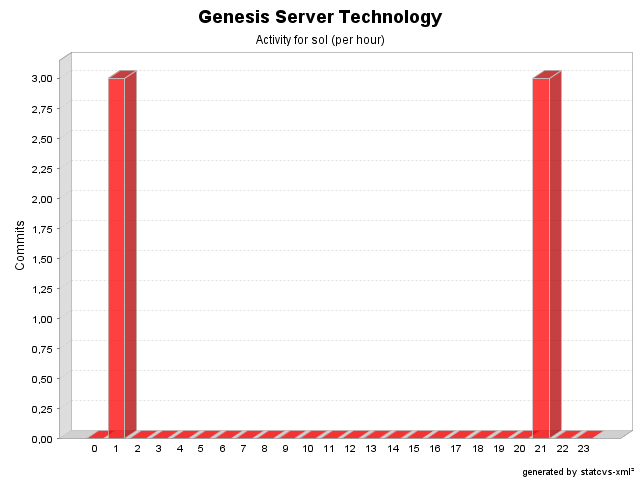 Genesis Server Technology
Activity for sol (per hour)
3,00
2,75
2,50
2,25
2,00
1,75
1,50
1,25
1,00
0,75
0,50
0,25
0,00
Commits
0 1 2 3 4 5 6 7 8 9 10 11 12 13 14 15 16 17 18 19 20 21 22 23
generated by statcvs-xml²